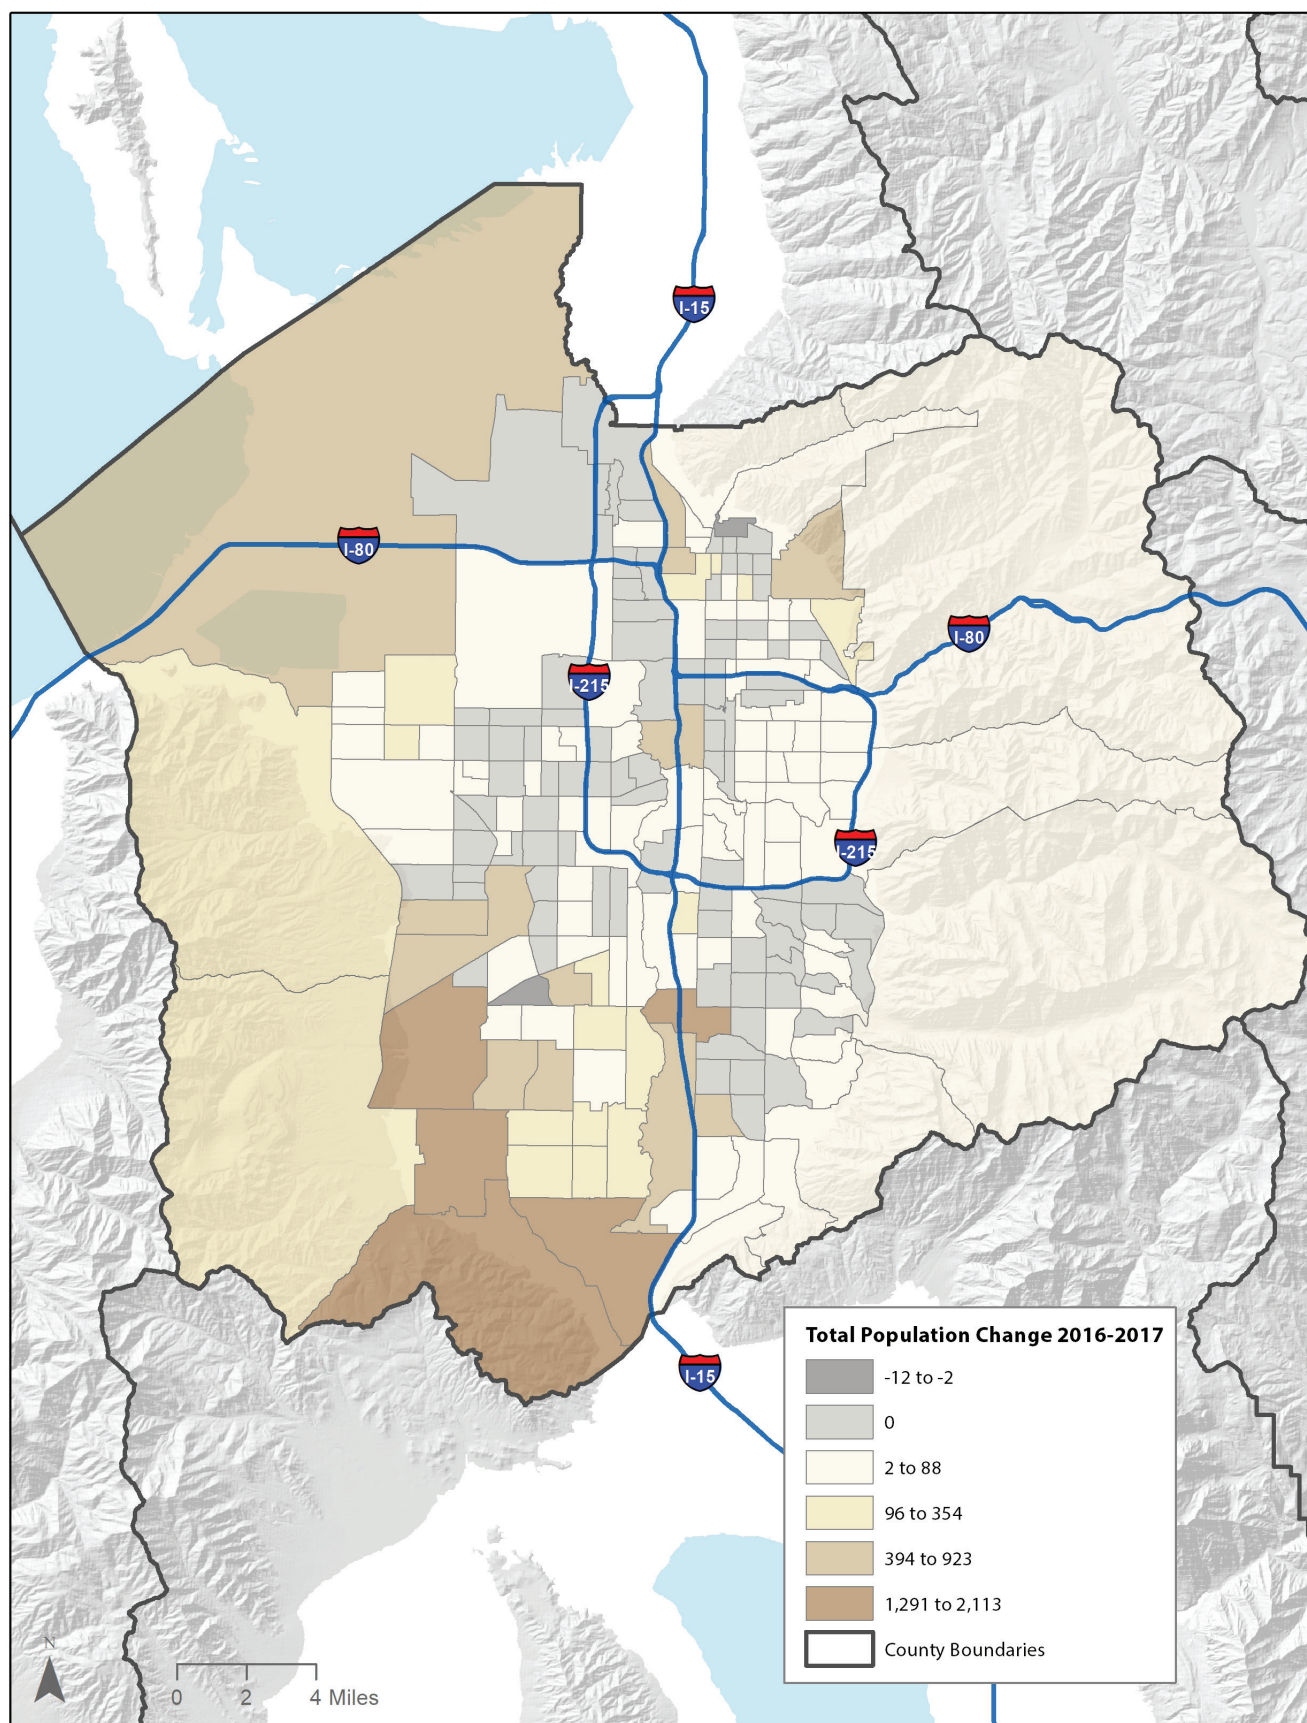 I-15
I-80
I-80
I-215
I-215
Total Population Change 2016-2017
-12 to -2
0
2 to 88
96 to 354
394 to 923
1,291 to 2,113
County Boundaries
I-15
N
0 2 4 Miles